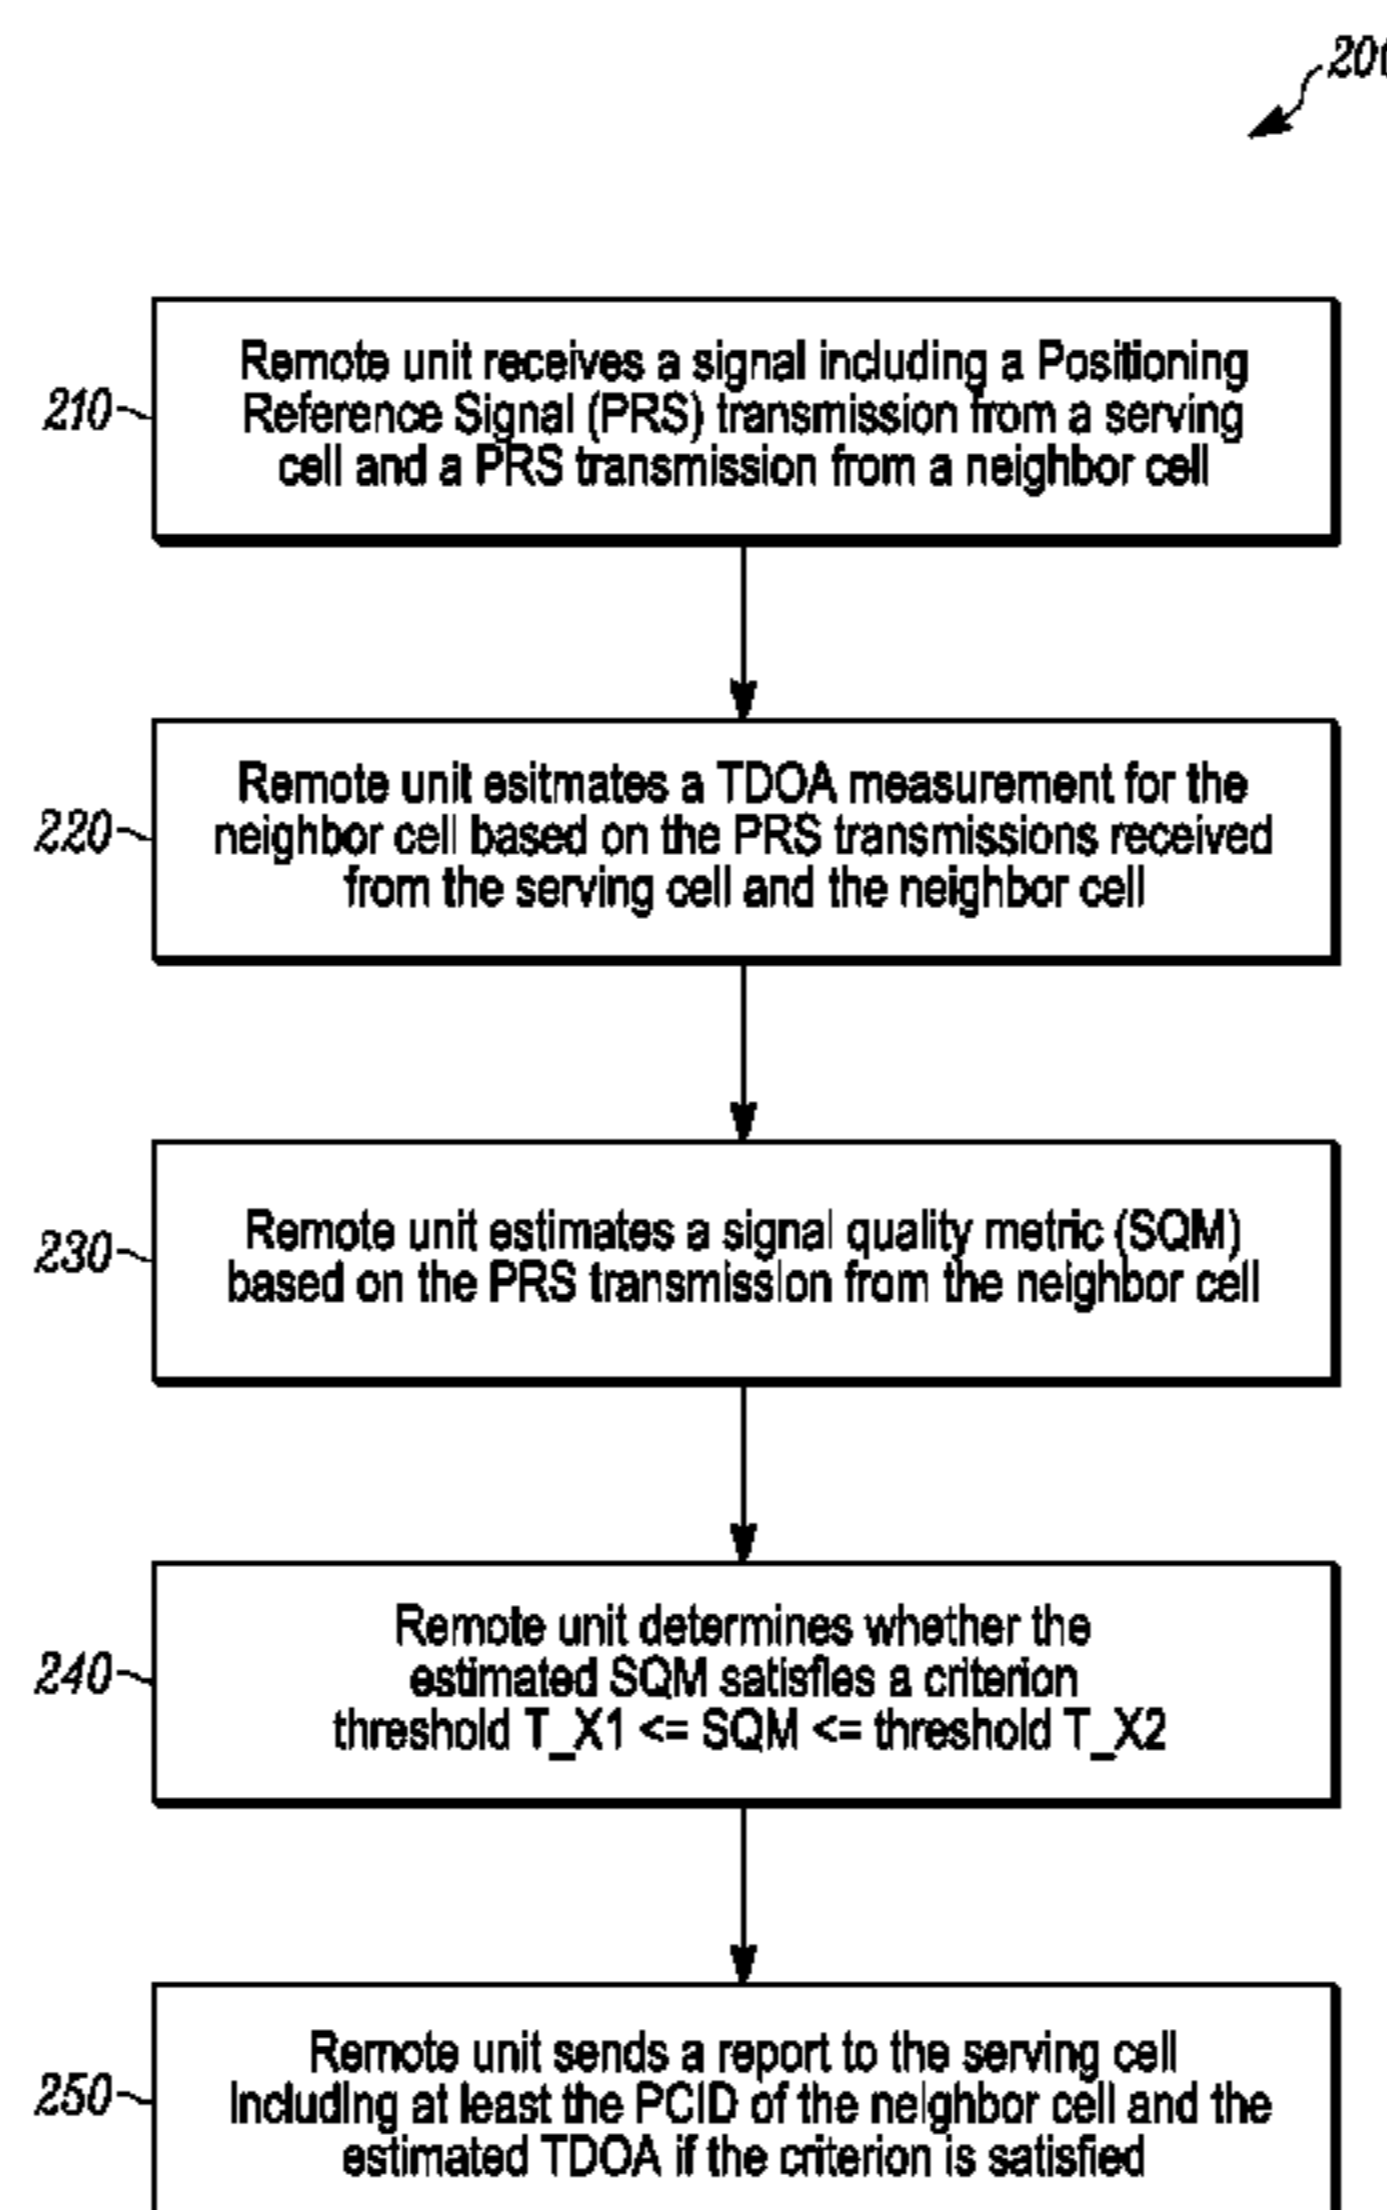 210
Remote unit receives a signal including a Positioning
Reference Signal (PRS) transmission from a serving
cell and a PRS transmission from a neighbor cell
220
Remote unit esitmates a TDOA measurement for the
neighbor cell based on the PRS transmissions received
from the serving cell and the neighbor cell
230
Remote unit estimates a signal quality metric (SQM)
based on the PRS transmission from the neighbor cell
240
Remote unit determines whether the
estimated SQM satisfies a criterion
threshold T_X1 <= SQM <= threshold T_X2
250
Remote unit sends a report to the serving cell
including at least the PCID of the neighbor cell and the
estimated TDOA if the criterion is satisfied